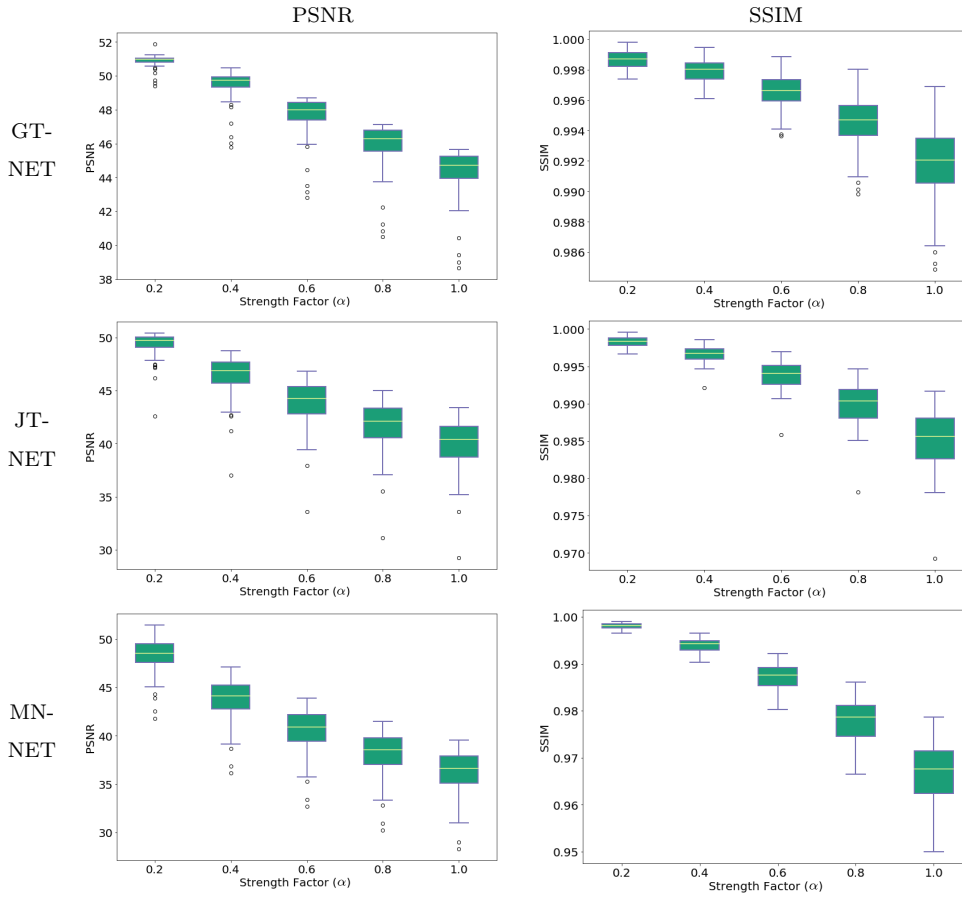 PSNR
SSIM
GT-
NET
PSNR
52
50
48
46
44
42
40
38
0.2 0.4 0.6 0.8 1.0
Strength Factor (α)
SSIM
1.000
0.998
0.996
0.994
0.992
0.990
0.988
0.986
0.2 0.4 0.6 0.8 1.0
Strength Factor (α)
JT-
NET
PSNR
50
45
40
35
30
0.2 0.4 0.6 0.8 1.0
Strength Factor (α)
SSIM
1.000
0.995
0.990
0.985
0.980
0.975
0.970
0.2 0.4 0.6 0.8 1.0
Strength Factor (α)
MN-
NET
PSNR
50
45
40
35
30
0.2 0.4 0.6 0.8 1.0
Strength Factor (α)
SSIM
1.00
0.99
0.98
0.97
0.96
0.95
0.2 0.4 0.6 0.8 1.0
Strength Factor (α)